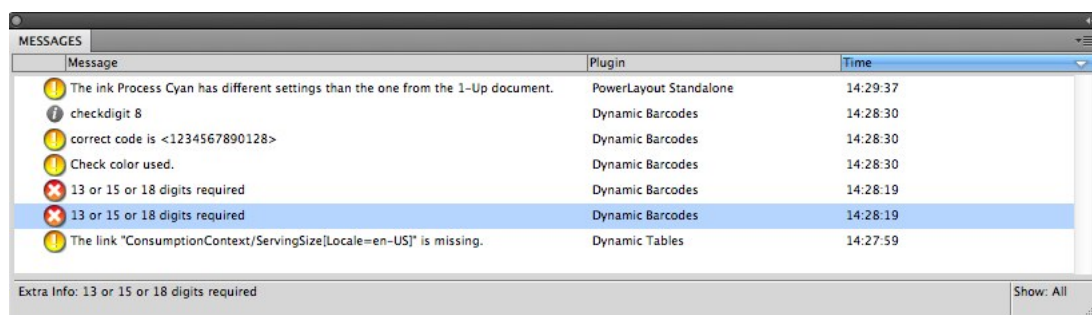 MESSAGES
Message Plugin Time
The ink Process Cyan has different settings than the one from the 1-Up document. PowerLayout Standalone 14:29:37
checkdigit 8 Dynamic Barcodes 14:28:30
correct code is <1234567890128> Dynamic Barcodes 14:28:30
Check color used. Dynamic Barcodes 14:28:30
13 or 15 or 18 digits required Dynamic Barcodes 14:28:19
13 or 15 or 18 digits required Dynamic Barcodes 14:28:19
The link "ConsumptionContext/ServingSize[Locale=en-US]" is missing. Dynamic Tables 14:27:59
Extra Info: 13 or 15 or 18 digits required Show: All